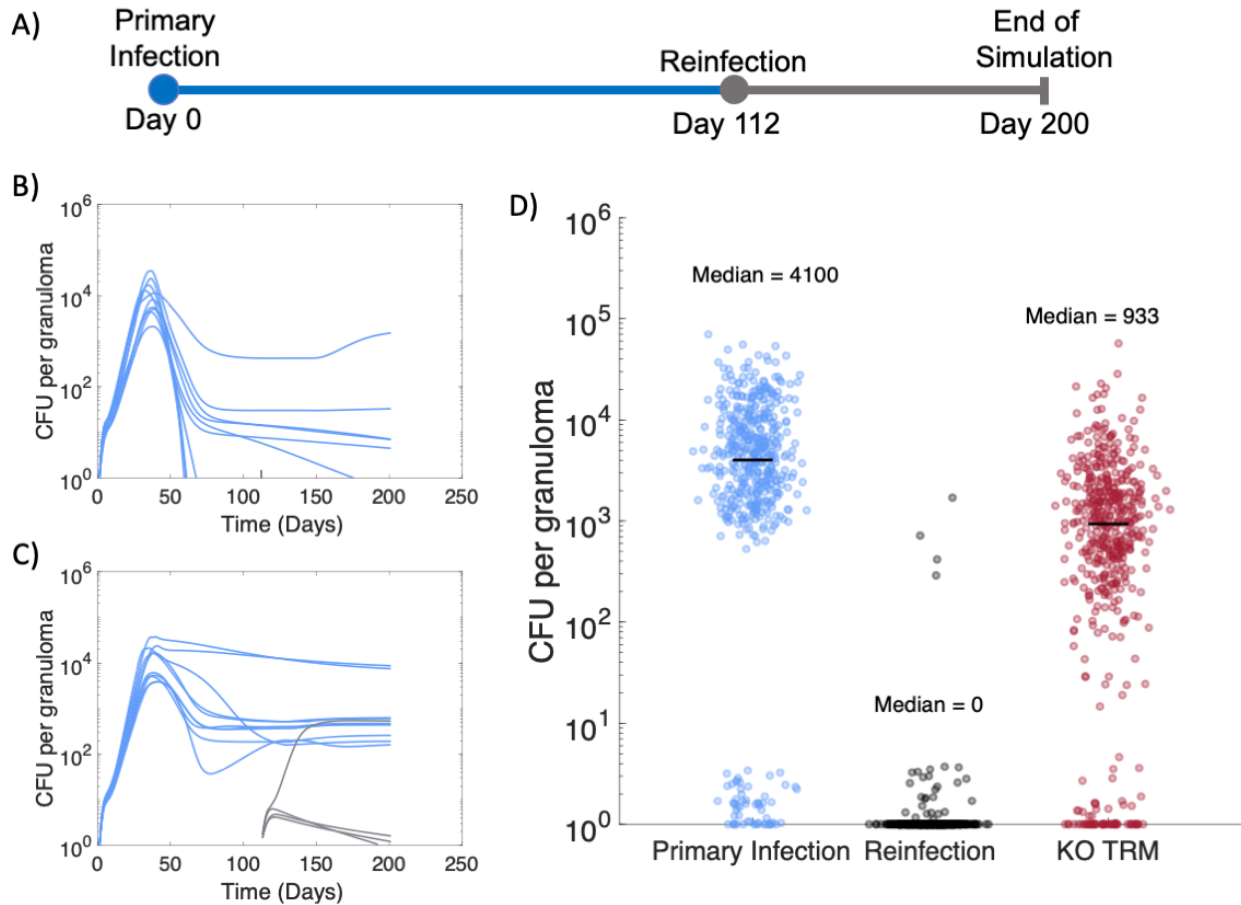 A)
Primary
Infection
Day 0
Reinfection
Day 112
End of
Simulation
Day 200
B)
CFU per granuloma
10^6
10^4
10^2
10^0
0 50 100 150 200 250
Time (Days)
C)
CFU per granuloma
10^6
10^4
10^2
10^0
0 50 100 150 200 250
Time (Days)
D)
CFU per granuloma
10^6
10^5
10^4
10^3
10^2
10^1
10^0
Median = 4100
Median = 0
Median = 933
Primary Infection Reinfection KO TRM